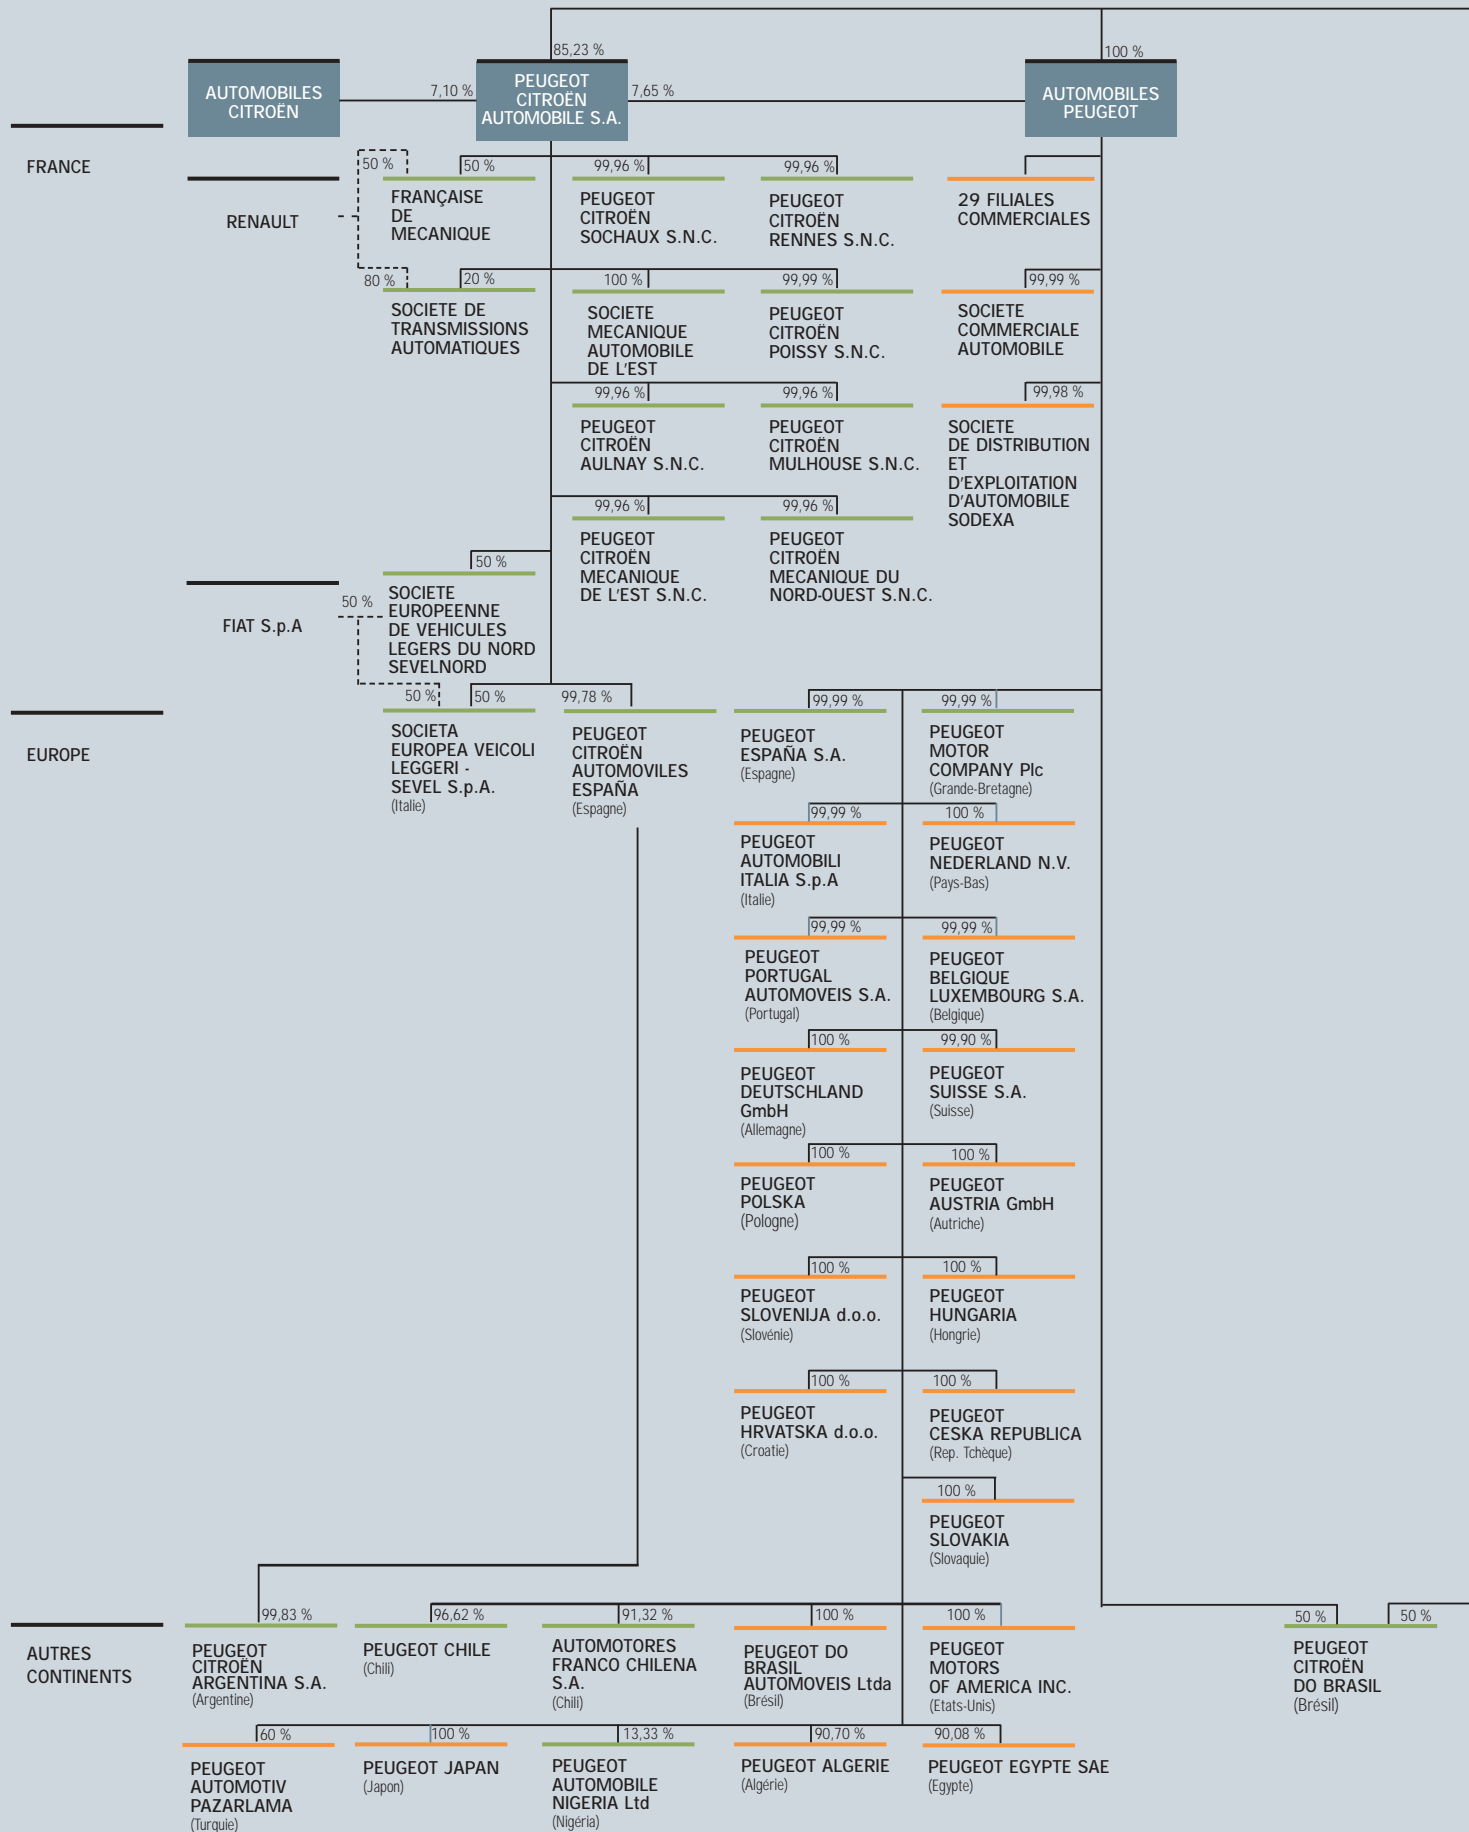 85,23 %
100 %
AUTOMOBILES
CITROËN
7,10 %
PEUGEOT
CITROËN
AUTOMOBILE S.A.
7,65 %
AUTOMOBILES
PEUGEOT
FRANCE
RENAULT
50 %
50 %
FRANÇAISE
DE
MECANIQUE
99,96 %
PEUGEOT
CITROËN
SOCHAUX S.N.C.
99,96 %
PEUGEOT
CITROËN
RENNES S.N.C.
29 FILIALES
COMMERCIALES
80 %
20 %
SOCIETE DE
TRANSMISSIONS
AUTOMATIQUES
100 %
SOCIETE
MECANIQUE
AUTOMOBILE
DE L'EST
99,99 %
PEUGEOT
CITROËN
POISSY S.N.C.
99,99 %
SOCIETE
COMMERCIALE
AUTOMOBILE
99,96 %
PEUGEOT
CITROËN
AULNAY S.N.C.
99,96 %
PEUGEOT
CITROËN
MULHOUSE S.N.C.
99,98 %
SOCIETE
DE DISTRIBUTION
ET
D'EXPLOITATION
D'AUTOMOBILE
SODEXA
99,96 %
PEUGEOT
CITROËN
MECANIQUE
DE L'EST S.N.C.
99,96 %
PEUGEOT
CITROËN
MECANIQUE DU
NORD-OUEST S.N.C.
FIAT S.p.A
50 %
50 %
SOCIETE
EUROPEENNE
DE VEHICULES
LEGERS DU NORD
SEVELNORD
EUROPE
50 %
50 %
SOCIETA
EUROPEA VEICOLI
LEGGERI -
SEVEL S.p.A.
(Italie)
99,78 %
PEUGEOT
CITROËN
AUTOMOVILES
ESPAÑA
(Espagne)
99,99 %
PEUGEOT
ESPAÑA S.A.
(Espagne)
99,99 %
PEUGEOT
MOTOR
COMPANY Plc
(Grande-Bretagne)
99,99 %
PEUGEOT
AUTOMOBILI
ITALIA S.p.A
(Italie)
100 %
PEUGEOT
NEDERLAND N.V.
(Pays-Bas)
99,99 %
PEUGEOT
PORTUGAL
AUTOMOVEIS S.A.
(Portugal)
99,99 %
PEUGEOT
BELGIQUE
LUXEMBOURG S.A.
(Belgique)
100 %
PEUGEOT
DEUTSCHLAND
GmbH
(Allemagne)
99,90 %
PEUGEOT
SUISSE S.A.
(Suisse)
100 %
PEUGEOT
POLSKA
(Pologne)
100 %
PEUGEOT
AUSTRIA GmbH
(Autriche)
100 %
PEUGEOT
SLOVENIJA d.o.o.
(Slovénie)
100 %
PEUGEOT
HUNGARIA
(Hongrie)
100 %
PEUGEOT
HRVATSKA d.o.o.
(Croatie)
100 %
PEUGEOT
CESKA REPUBLICA
(Rep. Tchèque)
100 %
PEUGEOT
SLOVAKIA
(Slovaquie)
AUTRES
CONTINENTS
99,83 %
PEUGEOT
CITROËN
ARGENTINA S.A.
(Argentine)
96,62 %
PEUGEOT CHILE
(Chili)
91,32 %
AUTOMOTORES
FRANCO CHILENA
S.A.
(Chili)
100 %
PEUGEOT DO
BRASIL
AUTOMOVEIS Ltda
(Brésil)
100 %
PEUGEOT
MOTORS
OF AMERICA INC.
(Etats-Unis)
50 %
50 %
PEUGEOT
CITROËN
DO BRASIL
(Brésil)
60 %
PEUGEOT
AUTOMOTIV
PAZARLAMA
(Turquie)
100 %
PEUGEOT JAPAN
(Japon)
13,33 %
PEUGEOT
AUTOMOBILE
NIGERIA Ltd
(Nigéria)
90,70 %
PEUGEOT ALGERIE
(Algérie)
90,08 %
PEUGEOT EGYPTE SAE
(Egypte)